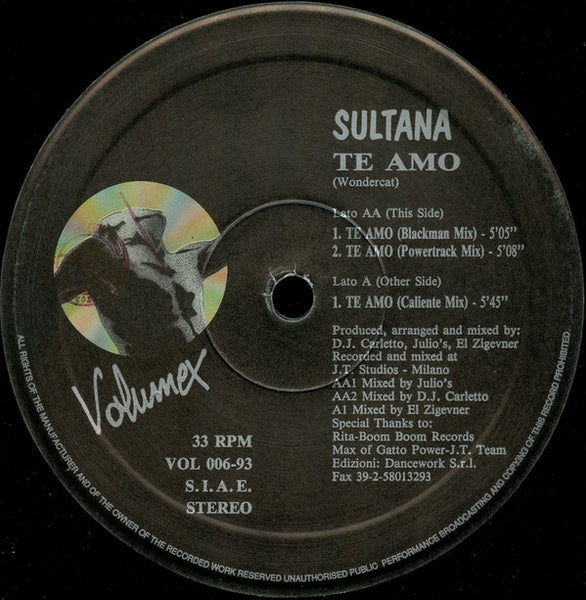 SULTANA
TE AMO
(Wondercat)
Lato AA (This Side)
1. TE AMO (Blackman Mix) - 5'05"
2. TE AMO (Powertrack Mix) - 5'08"
Lato A (Other Side)
1. TE AMO (Caliente Mix) - 5'45"
Produced, arranged and mixed by:
D.J. Carletto, Julio's, El Zigevner
Recorded and mixed at
J.T. Studios - Milano
AA1 Mixed by Julio's
AA2 Mixed by D.J. Carletto
A1 Mixed by El Zigevner
Special Thanks to:
Rita-Boom Boom Records
Max of Gatto Power-J.T. Team
Edizioni: Dancework S.r.l.
Fax 39-2-58013293
Volumex
33 RPM
VOL 006-93
S.I.A.E.
STEREO
ALL RIGHTS OF THE MANUFACTURER AND OF THE OWNER OF THE RECORDED WORK RESERVED UNAUTHORISED PUBLIC PERFORMANCE BROADCASTING AND COPYING OF THIS RECORD PROHIBITED